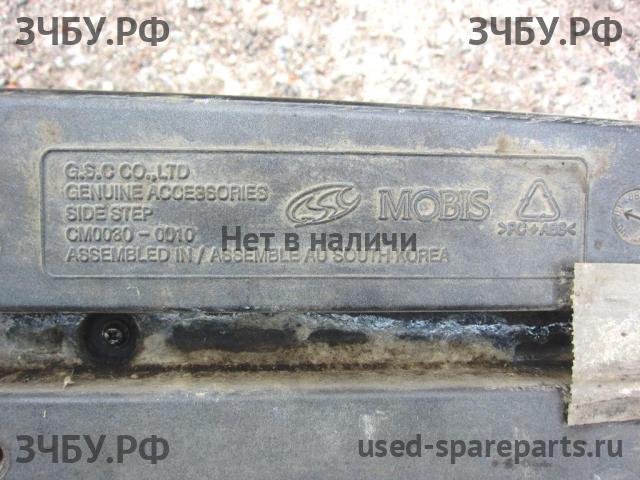 ЗЧБУ.РФ
ЗЧБУ.РФ
G.S.C CO.,LTD
GENUINE ACCESSORIES
SIDE STEP
CM0030 - 0010
ASSEMBLED IN / ASSEMBLE AU SOUTH KOREA
GSC
MOBIS
>PC+ABS<
Нет в наличи
ЗЧБУ.РФ
used-spareparts.ru